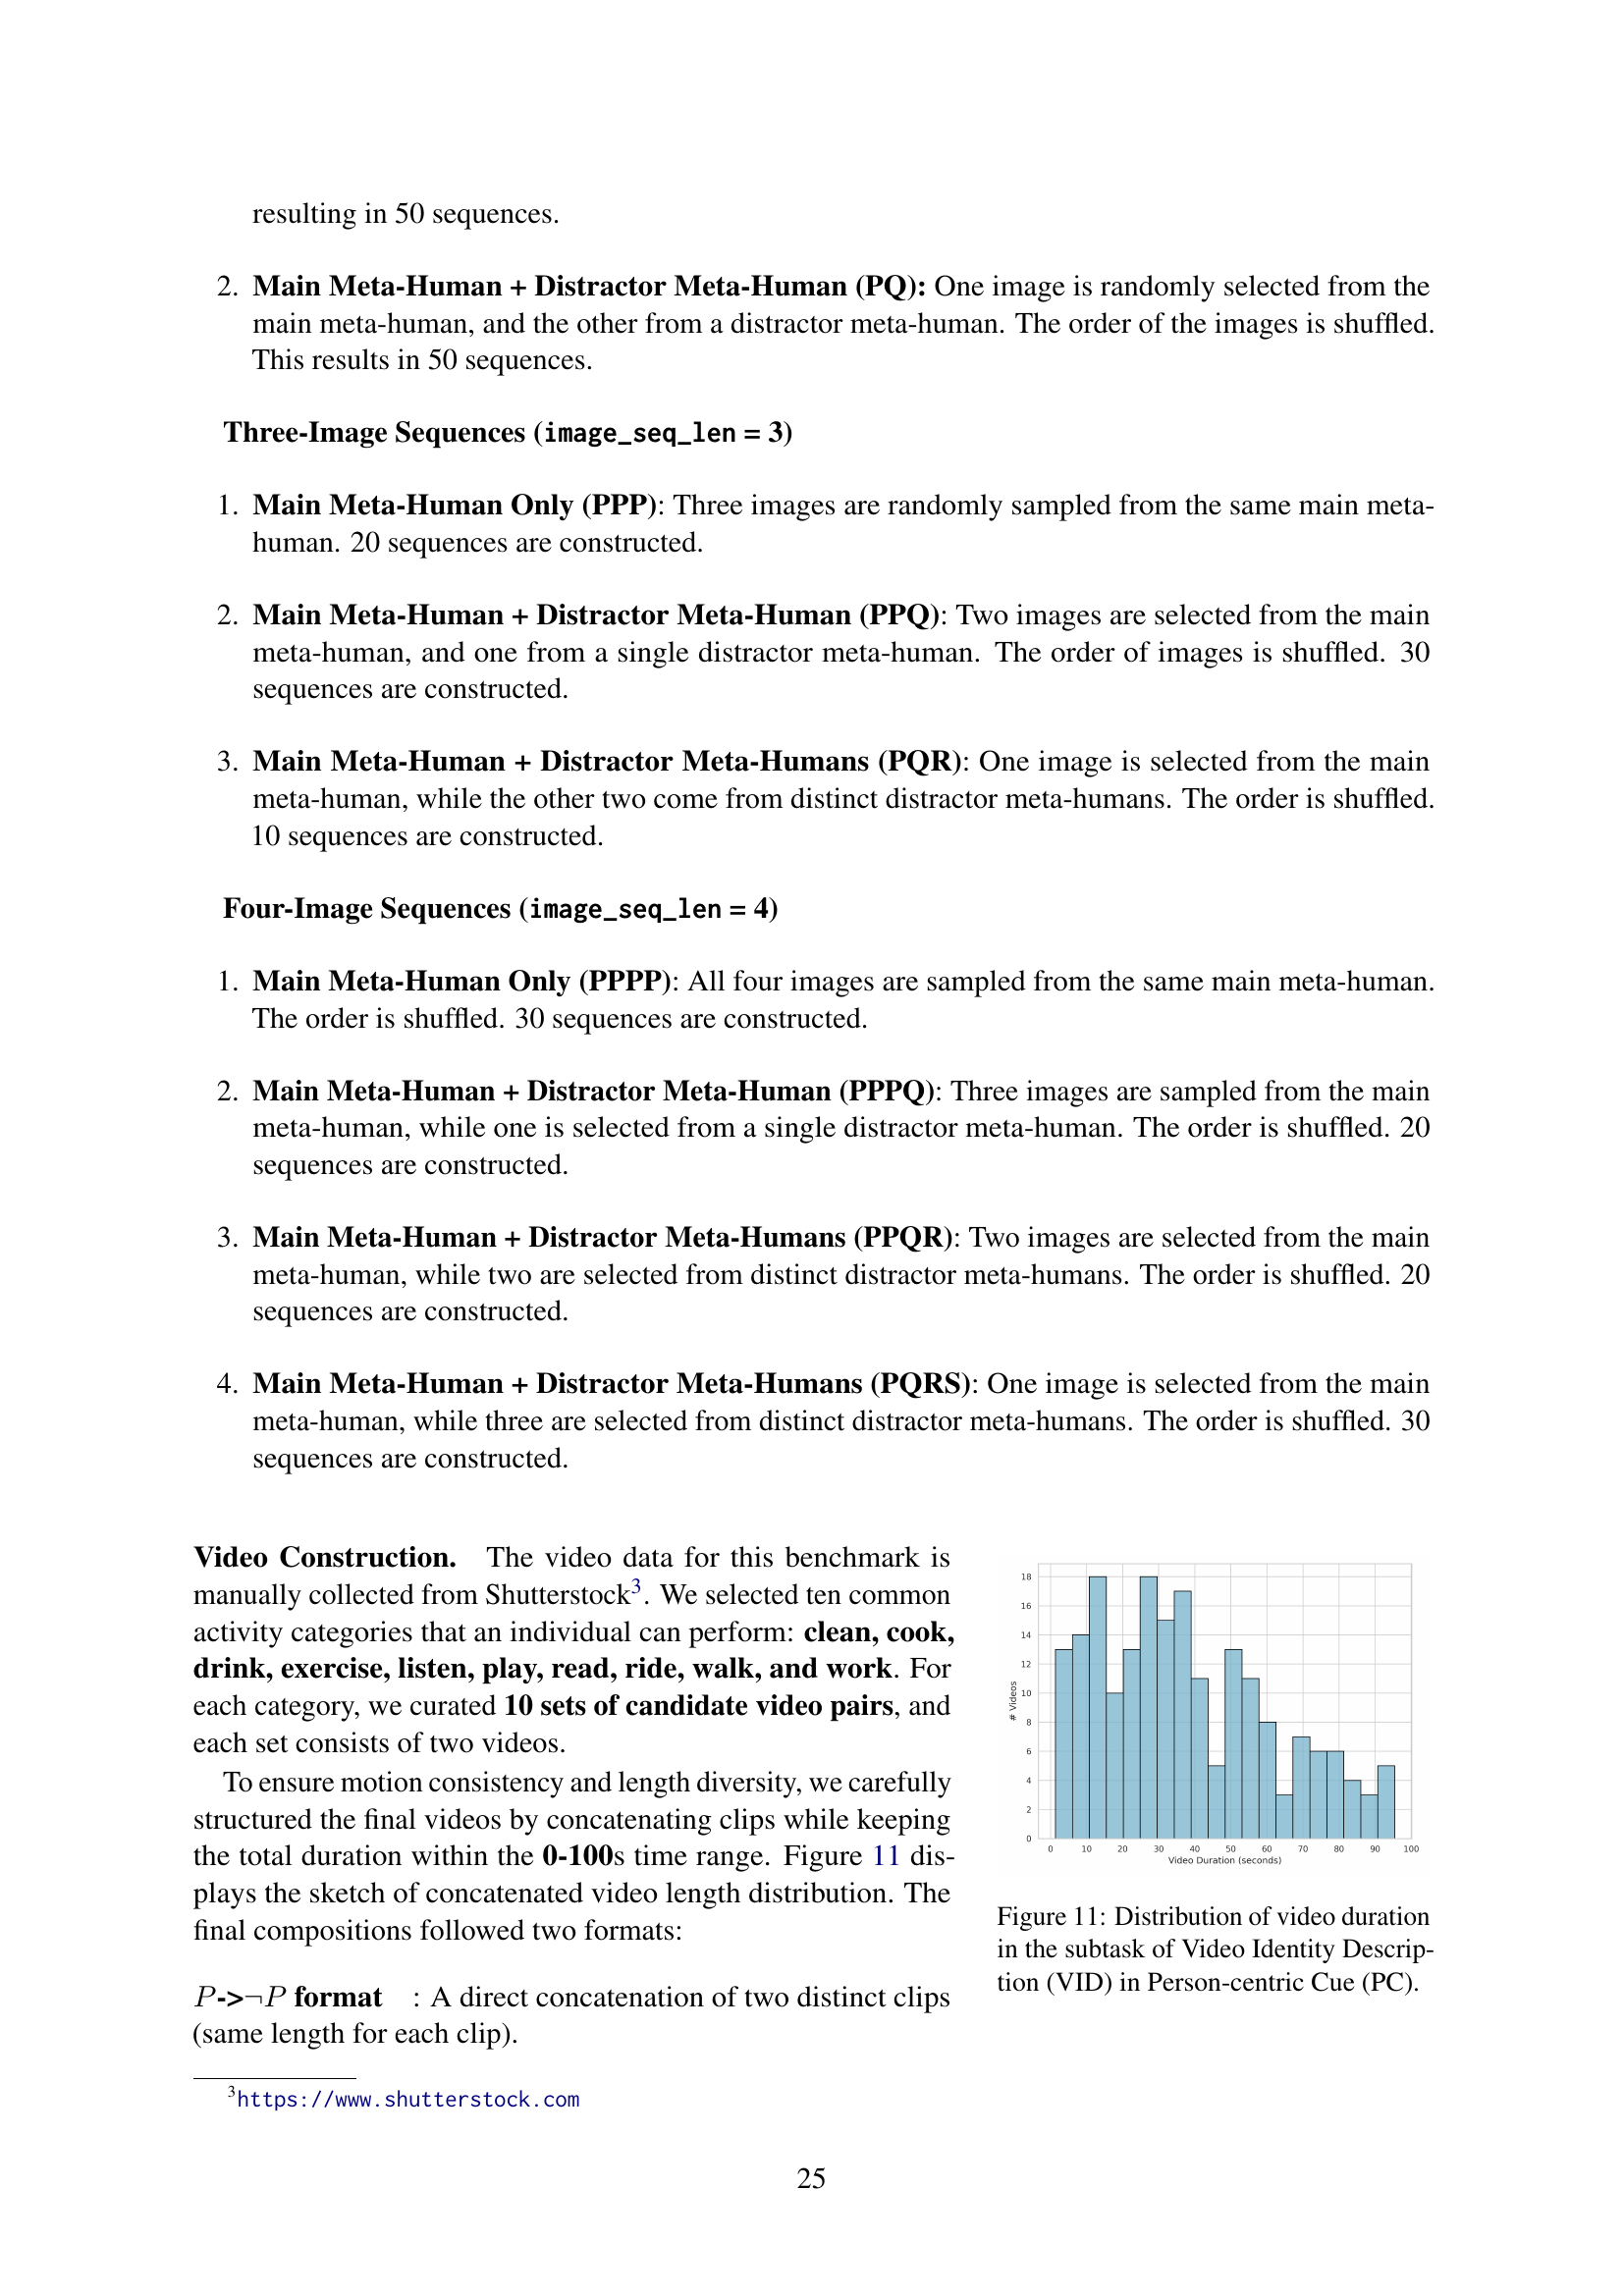 resulting in 50 sequences.
2. Main Meta-Human + Distractor Meta-Human (PQ): One image is randomly selected from the
main meta-human, and the other from a distractor meta-human. The order of the images is shuffled.
This results in 50 sequences.
Three-Image Sequences (image_seq_len = 3)
1. Main Meta-Human Only (PPP): Three images are randomly sampled from the same main meta-
human. 20 sequences are constructed.
2. Main Meta-Human + Distractor Meta-Human (PPQ): Two images are selected from the main
meta-human, and one from a single distractor meta-human. The order of images is shuffled. 30
sequences are constructed.
3. Main Meta-Human + Distractor Meta-Humans (PQR): One image is selected from the main
meta-human, while the other two come from distinct distractor meta-humans. The order is shuffled.
10 sequences are constructed.
Four-Image Sequences (image_seq_len = 4)
1. Main Meta-Human Only (PPPP): All four images are sampled from the same main meta-human.
The order is shuffled. 30 sequences are constructed.
2. Main Meta-Human + Distractor Meta-Human (PPPQ): Three images are sampled from the main
meta-human, while one is selected from a single distractor meta-human. The order is shuffled. 20
sequences are constructed.
3. Main Meta-Human + Distractor Meta-Humans (PPQR): Two images are selected from the main
meta-human, while two are selected from distinct distractor meta-humans. The order is shuffled. 20
sequences are constructed.
4. Main Meta-Human + Distractor Meta-Humans (PQRS): One image is selected from the main
meta-human, while three are selected from distinct distractor meta-humans. The order is shuffled. 30
sequences are constructed.
Video Construction. The video data for this benchmark is
manually collected from Shutterstock3. We selected ten common
activity categories that an individual can perform: clean, cook,
drink, exercise, listen, play, read, ride, walk, and work. For
each category, we curated 10 sets of candidate video pairs, and
each set consists of two videos.
To ensure motion consistency and length diversity, we carefully
structured the final videos by concatenating clips while keeping
the total duration within the 0-100s time range. Figure 11 dis-
plays the sketch of concatenated video length distribution. The
final compositions followed two formats:
P->¬P format : A direct concatenation of two distinct clips
(same length for each clip).
# Videos
18
16
14
12
10
8
6
4
2
0
0 10 20 30 40 50 60 70 80 90 100
Video Duration (seconds)
Figure 11: Distribution of video duration
in the subtask of Video Identity Descrip-
tion (VID) in Person-centric Cue (PC).
3https://www.shutterstock.com
25